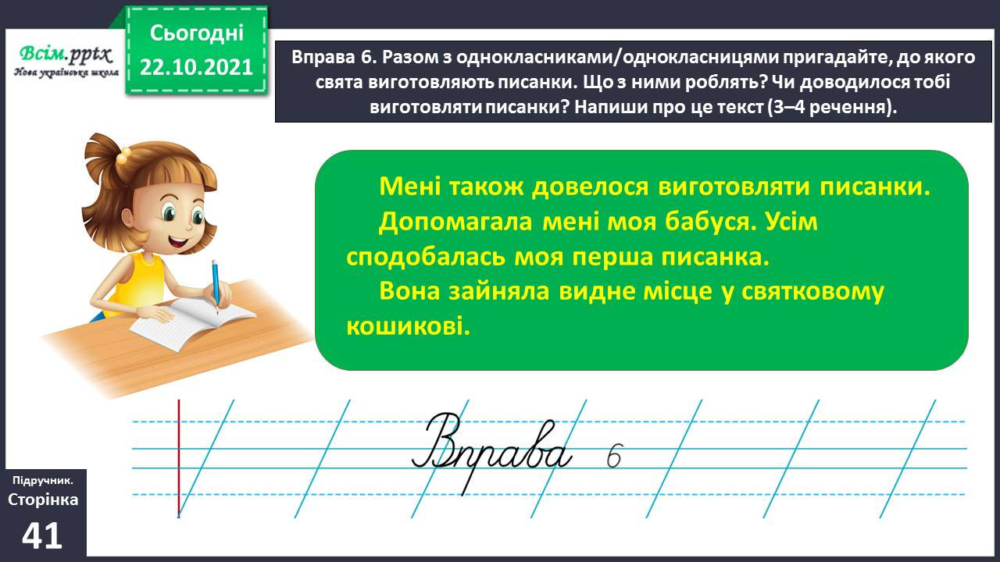 Сьогодні
22.10.2021
Всім.pptx
Нова українська школа
Вправа 6. Разом з однокласниками/однокласницями пригадайте, до якого
свята виготовляють писанки. Що з ними роблять? Чи доводилося тобі
виготовляти писанки? Напиши про це текст (3–4 речення).
Мені також довелося виготовляти писанки.
Допомагала мені моя бабуся. Усім
сподобалась моя перша писанка.
Вона зайняла видне місце у святковому
кошикові.
Вправа 6
Підручник.
Сторінка
41